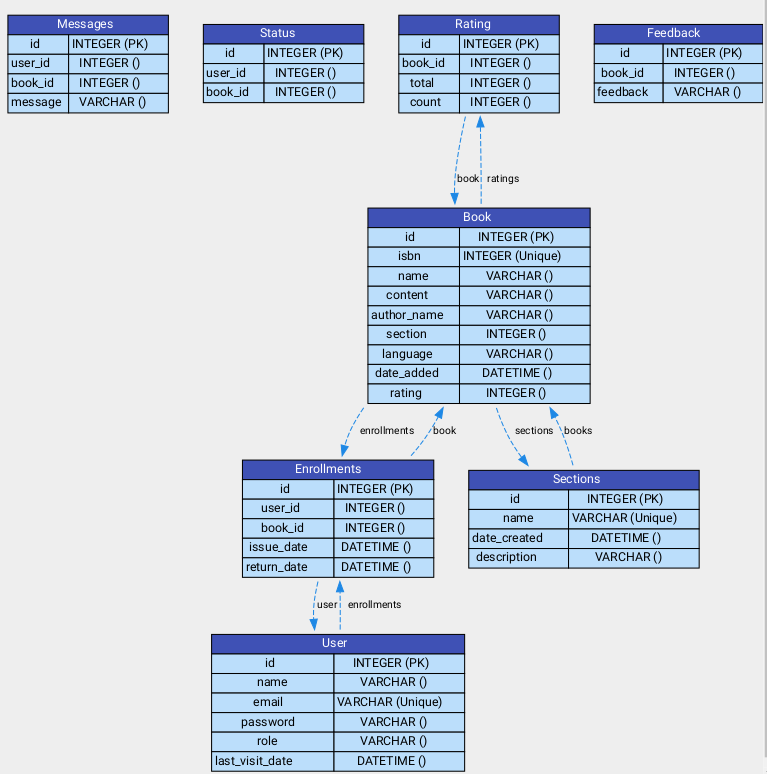 Messages
id INTEGER (PK)
user_id INTEGER ()
book_id INTEGER ()
message VARCHAR ()
Status
id INTEGER (PK)
user_id INTEGER ()
book_id INTEGER ()
Rating
id INTEGER (PK)
book_id INTEGER ()
total INTEGER ()
count INTEGER ()
Feedback
id INTEGER (PK)
book_id INTEGER ()
feedback VARCHAR ()
book ratings
Book
id INTEGER (PK)
isbn INTEGER (Unique)
name VARCHAR ()
content VARCHAR ()
author_name VARCHAR ()
section INTEGER ()
language VARCHAR ()
date_added DATETIME ()
rating INTEGER ()
enrollments book sections books
Enrollments
id INTEGER (PK)
user_id INTEGER ()
book_id INTEGER ()
issue_date DATETIME ()
return_date DATETIME ()
Sections
id INTEGER (PK)
name VARCHAR (Unique)
date_created DATETIME ()
description VARCHAR ()
user enrollments
User
id INTEGER (PK)
name VARCHAR ()
email VARCHAR (Unique)
password VARCHAR ()
role VARCHAR ()
last_visit_date DATETIME ()